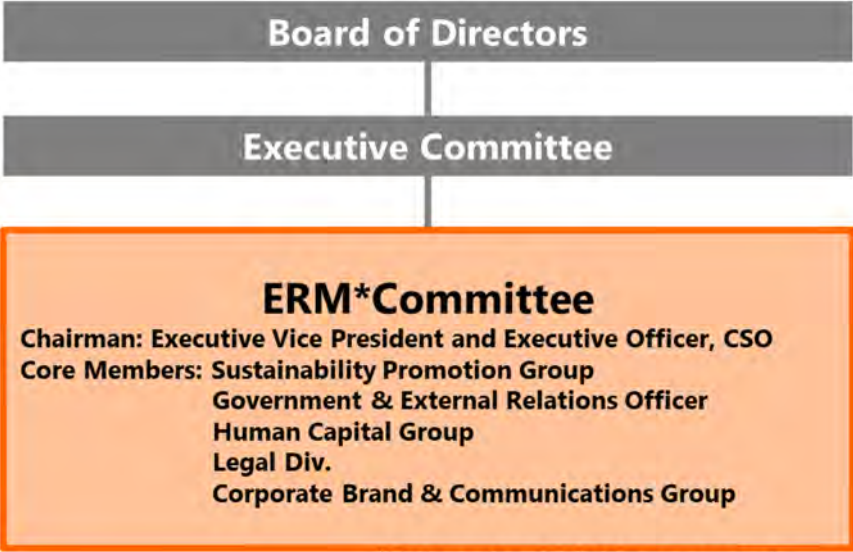 Board of Directors
Executive Committee
ERM*Committee
Chairman: Executive Vice President and Executive Officer, CSO
Core Members: Sustainability Promotion Group
Government & External Relations Officer
Human Capital Group
Legal Div.
Corporate Brand & Communications Group